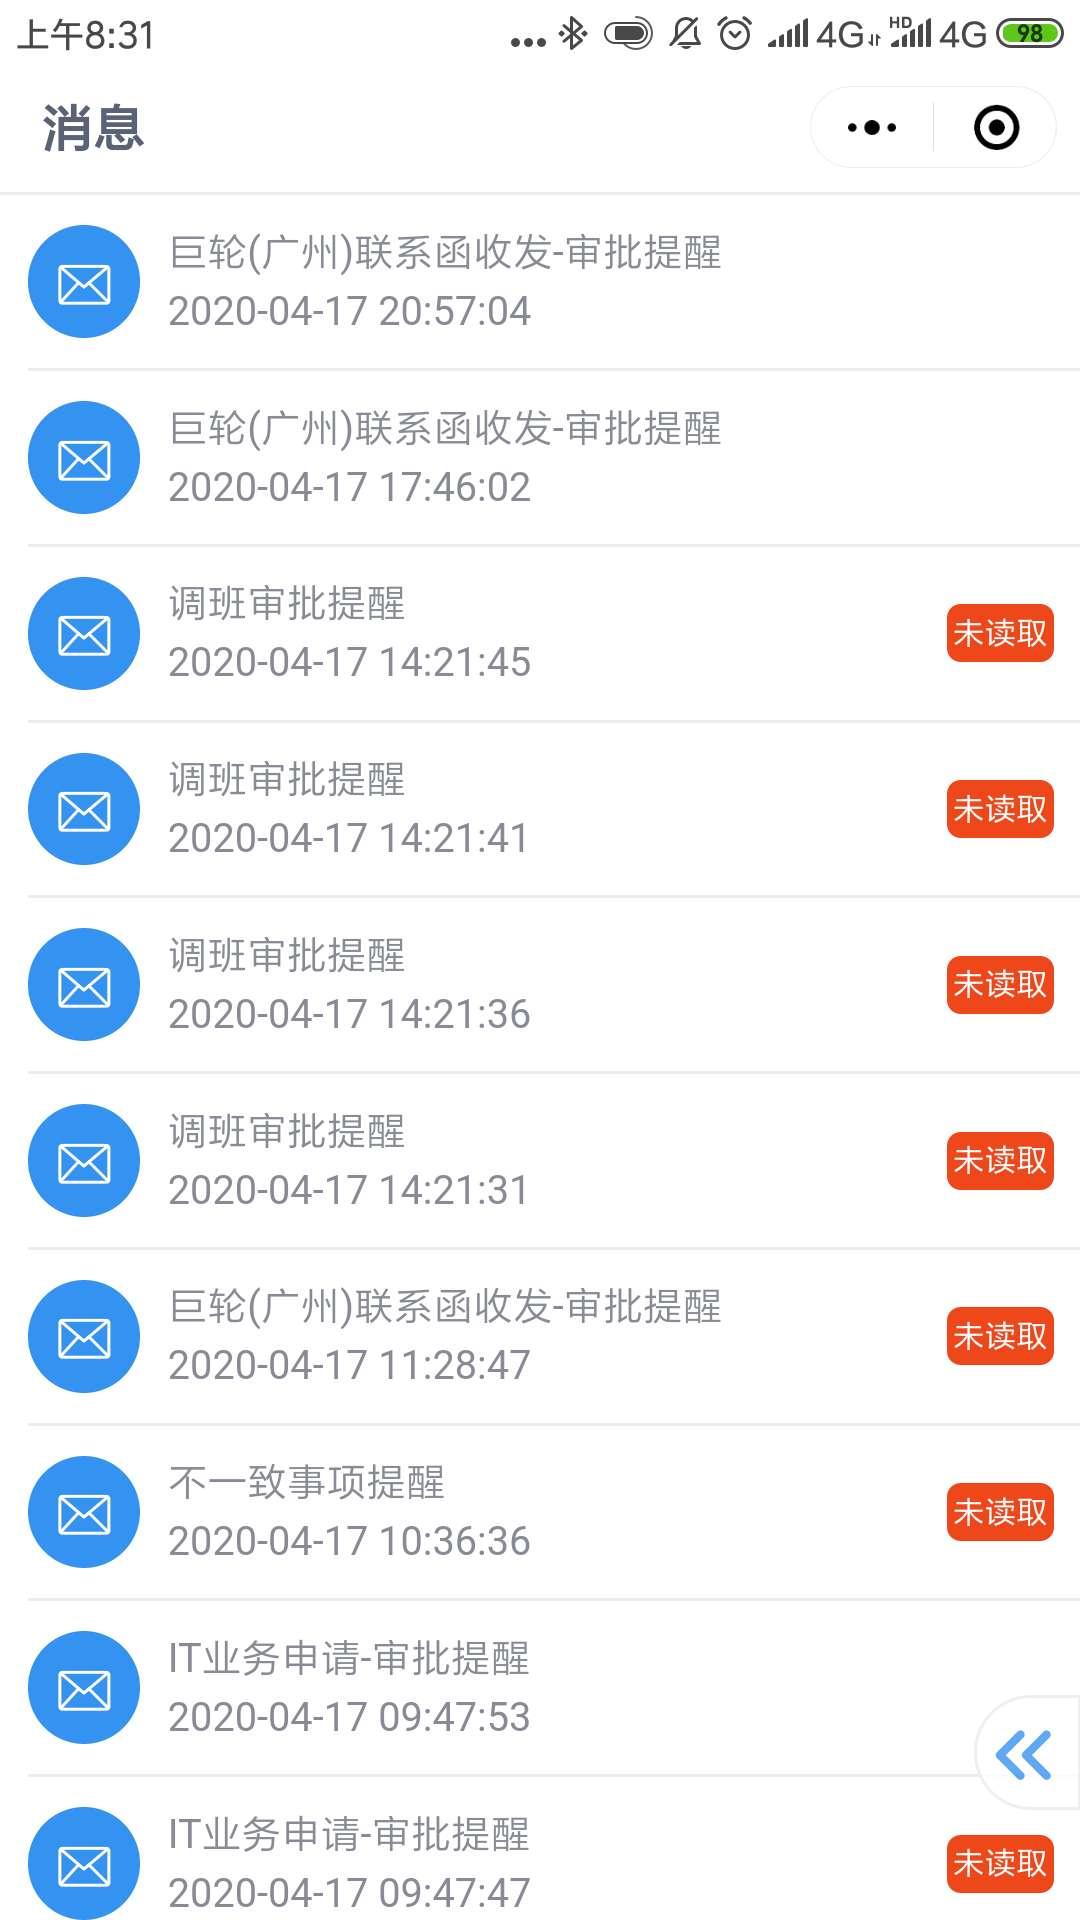 上午8:31
4G
HD
4G
98
消息
巨轮(广州)联系函收发-审批提醒
2020-04-17 20:57:04
巨轮(广州)联系函收发-审批提醒
2020-04-17 17:46:02
调班审批提醒
2020-04-17 14:21:45
未读取
调班审批提醒
2020-04-17 14:21:41
未读取
调班审批提醒
2020-04-17 14:21:36
未读取
调班审批提醒
2020-04-17 14:21:31
未读取
巨轮(广州)联系函收发-审批提醒
2020-04-17 11:28:47
未读取
不一致事项提醒
2020-04-17 10:36:36
未读取
IT业务申请-审批提醒
2020-04-17 09:47:53
IT业务申请-审批提醒
2020-04-17 09:47:47
未读取